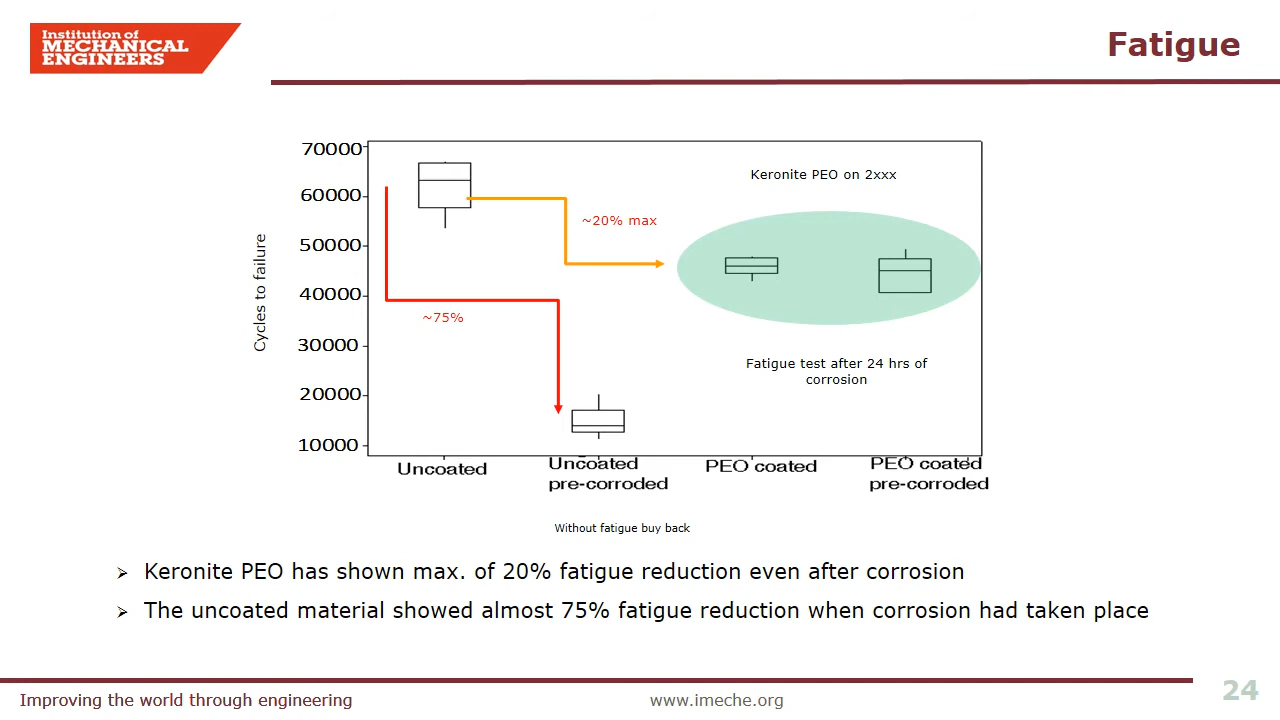 Institution of
MECHANICAL
ENGINEERS
Fatigue
70000
60000
50000
40000
30000
20000
10000
Cycles to failure
Keronite PEO on 2xxx
~20% max
~75%
Fatigue test after 24 hrs of
corrosion
Uncoated
Uncoated
pre-corroded
PEO coated
PEO coated
pre-corroded
Without fatigue buy back
➢ Keronite PEO has shown max. of 20% fatigue reduction even after corrosion
➢ The uncoated material showed almost 75% fatigue reduction when corrosion had taken place
Improving the world through engineering
www.imeche.org
24